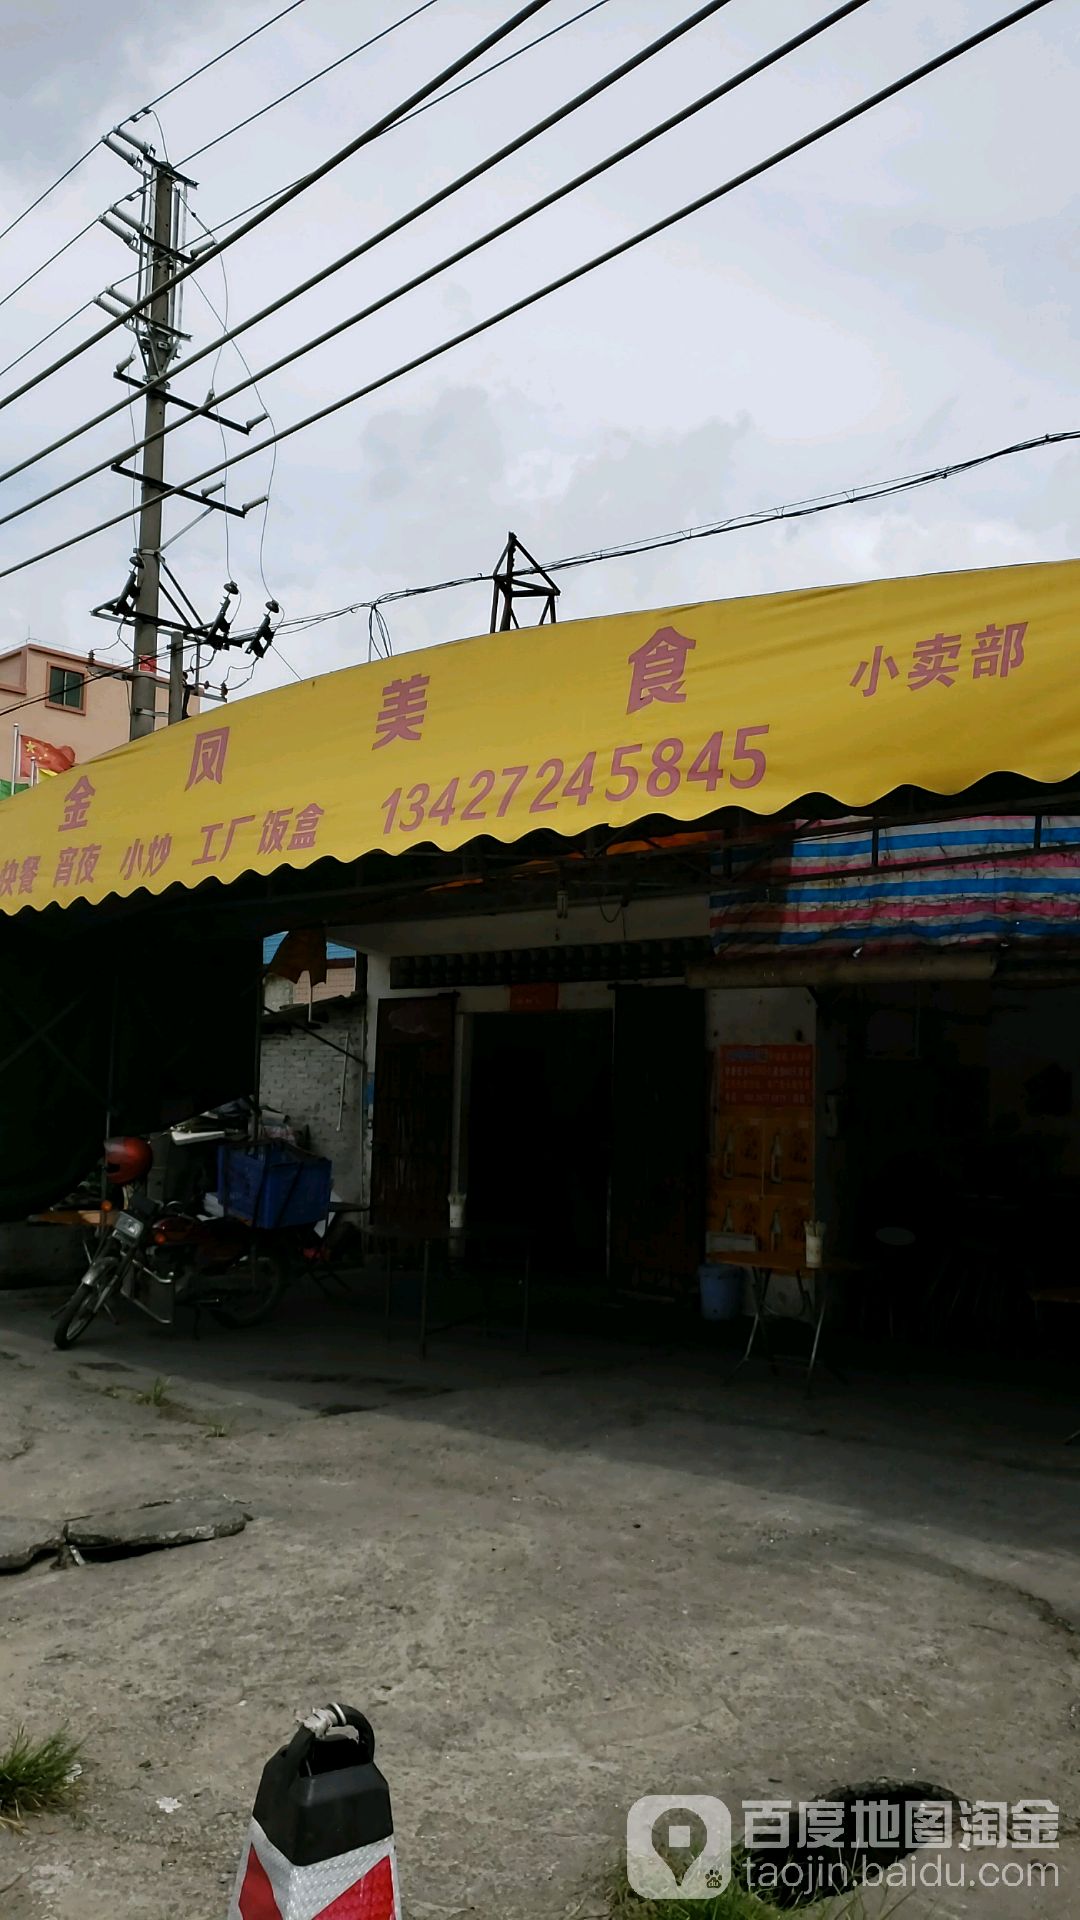 金凤美食 小卖部
快餐 宵夜 小炒 工厂饭盒 13427245845
百度地图淘金
taojin.baidu.com